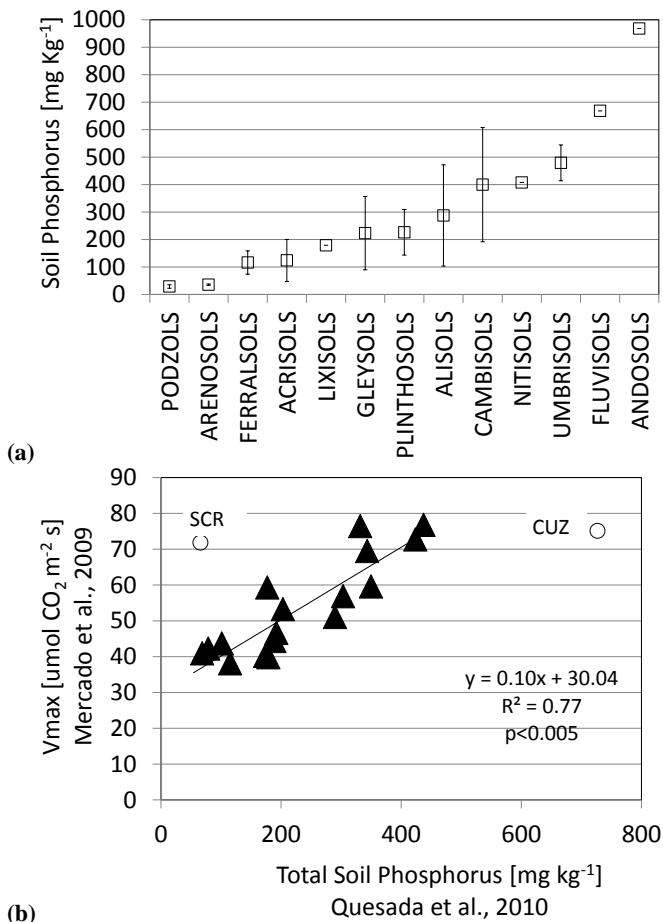 Soil Phosphorus [mg Kg⁻¹]
1000
900
800
700
600
500
400
300
200
100
0
PODZOLS
ARENOSOLS
FERRALSOLS
ACRISOLS
LIXISOLS
GLEYSOLS
PLINTHOSOLS
ALISOLS
CAMBISOLS
NITISOLS
UMBRISOLS
FLUVISOLS
ANDOSOLS
(a)
Vmax [umol CO₂ m⁻² s]
Mercado et al., 2009
90
80
70
60
50
40
30
20
10
0
SCR
CUZ
y = 0.10x + 30.04
R² = 0.77
p<0.005
0 200 400 600 800
Total Soil Phosphorus [mg kg⁻¹]
Quesada et al., 2010
(b)